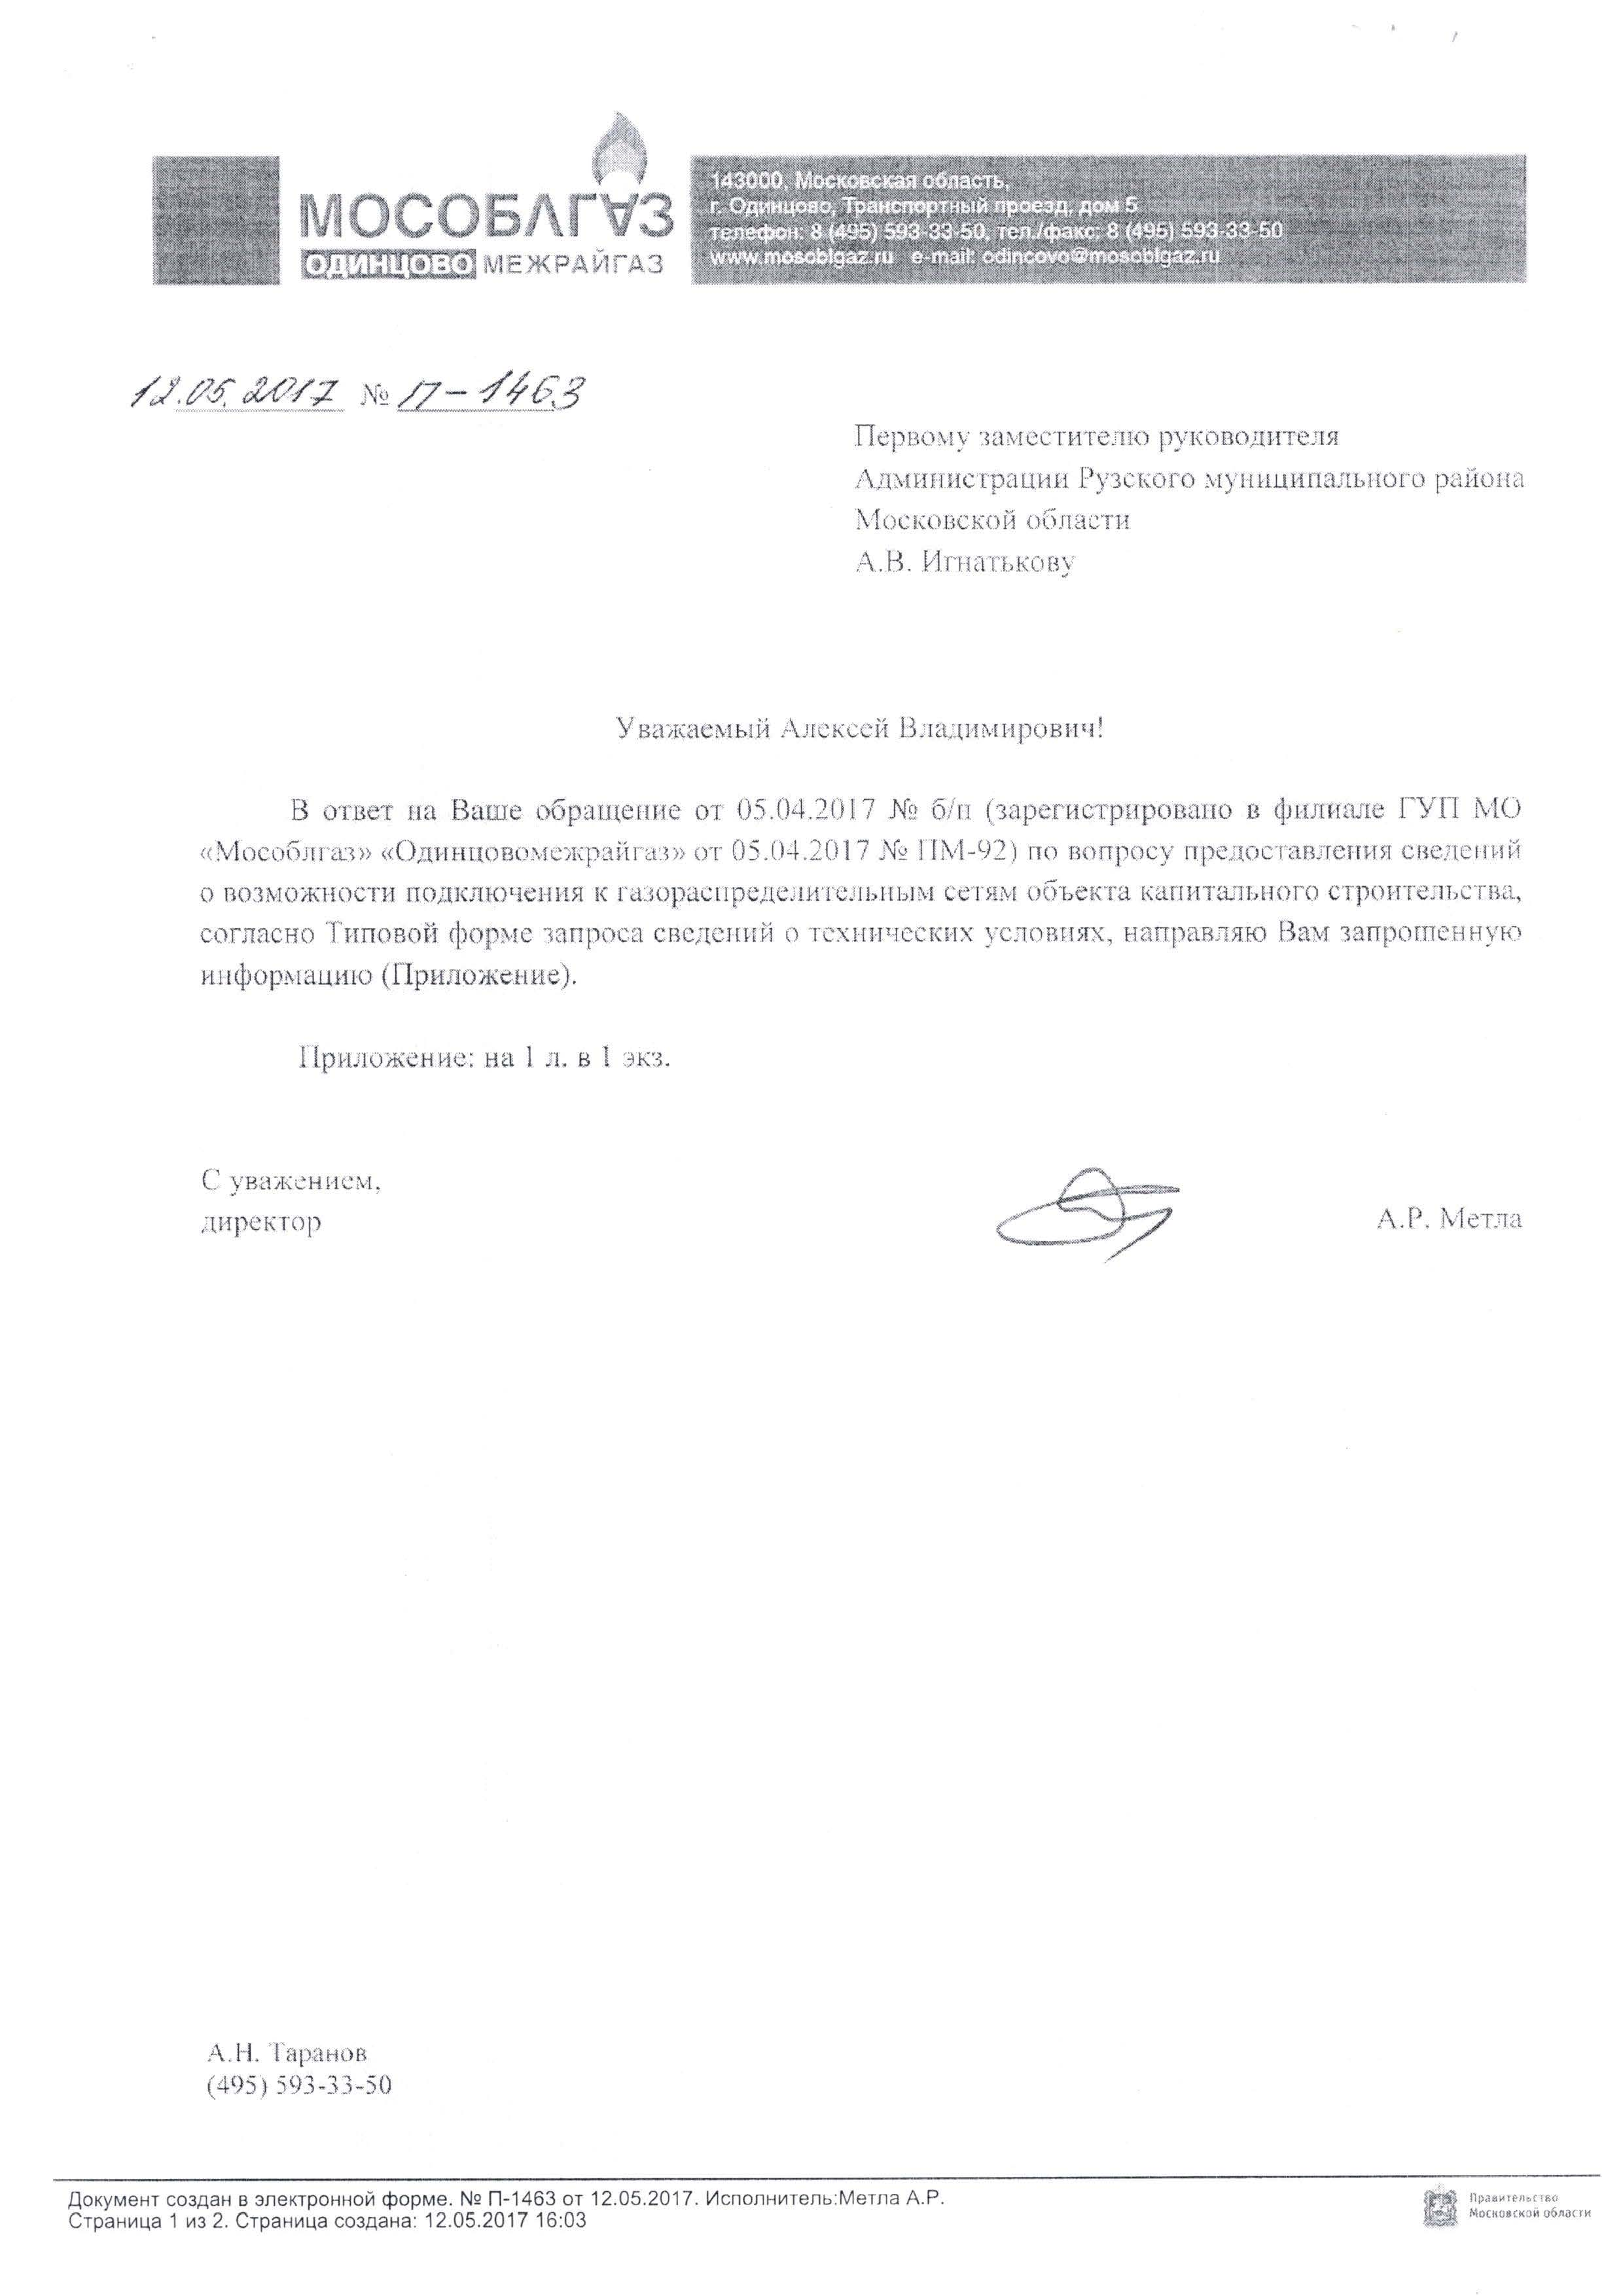 МОСОБЛГАЗ
ОДИНЦОВО МЕЖРАЙГАЗ
143000, Московская область,
г. Одинцово, Транспортный проезд, дом 5
телефон: 8 (495) 593-33-50, тел./факс: 8 (495) 593-33-50
www.mosoblgaz.ru e-mail: odincovo@mosoblgaz.ru
12.05.2017 № П-1463
Первому заместителю руководителя
Администрации Рузского муниципального района
Московской области
А.В. Игнатькову
Уважаемый Алексей Владимирович!
В ответ на Ваше обращение от 05.04.2017 № б/н (зарегистрировано в филиале ГУП МО
«Мособлгаз» «Одинцовомежрайгаз» от 05.04.2017 № ПМ-92) по вопросу предоставления сведений
о возможности подключения к газораспределительным сетям объекта капитального строительства,
согласно Типовой форме запроса сведений о технических условиях, направляю Вам запрошенную
информацию (Приложение).
Приложение: на 1 л. в 1 экз.
С уважением,
директор
А.Р. Метла
А.Н. Таранов
(495) 593-33-50
Документ создан в электронной форме. № П-1463 от 12.05.2017. Исполнитель:Метла А.Р.
Страница 1 из 2. Страница создана: 12.05.2017 16:03
Правительство
Московской области